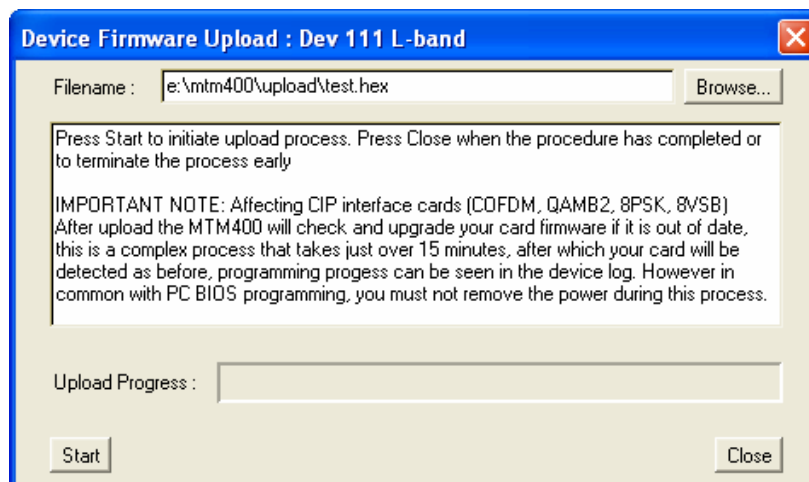 Device Firmware Upload : Dev 111 L-band
Filename : e:\mtm400\upload\test.hex Browse...
Press Start to initiate upload process. Press Close when the procedure has completed or
to terminate the process early
IMPORTANT NOTE: Affecting CIP interface cards (COFDM, QAMB2, 8PSK, 8VSB)
After upload the MTM400 will check and upgrade your card firmware if it is out of date,
this is a complex process that takes just over 15 minutes, after which your card will be
detected as before, programming progess can be seen in the device log. However in
common with PC BIOS programming, you must not remove the power during this process.
Upload Progress :
Start Close